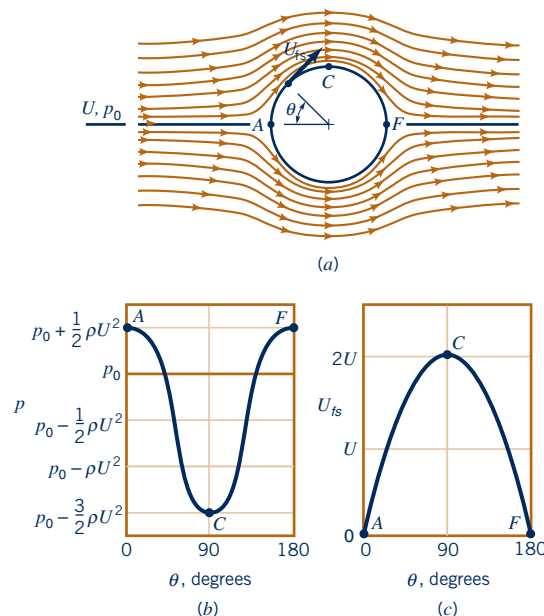 U_fs
C
U, p_0
θ
A
F
(a)
A
F
p_0 + 1/2 ρU^2
p_0
p
p_0 − 1/2 ρU^2
p_0 − ρU^2
p_0 − 3/2 ρU^2
C
0 90 180
θ, degrees
(b)
C
2U
U_fs
U
A
F
0
0 90 180
θ, degrees
(c)